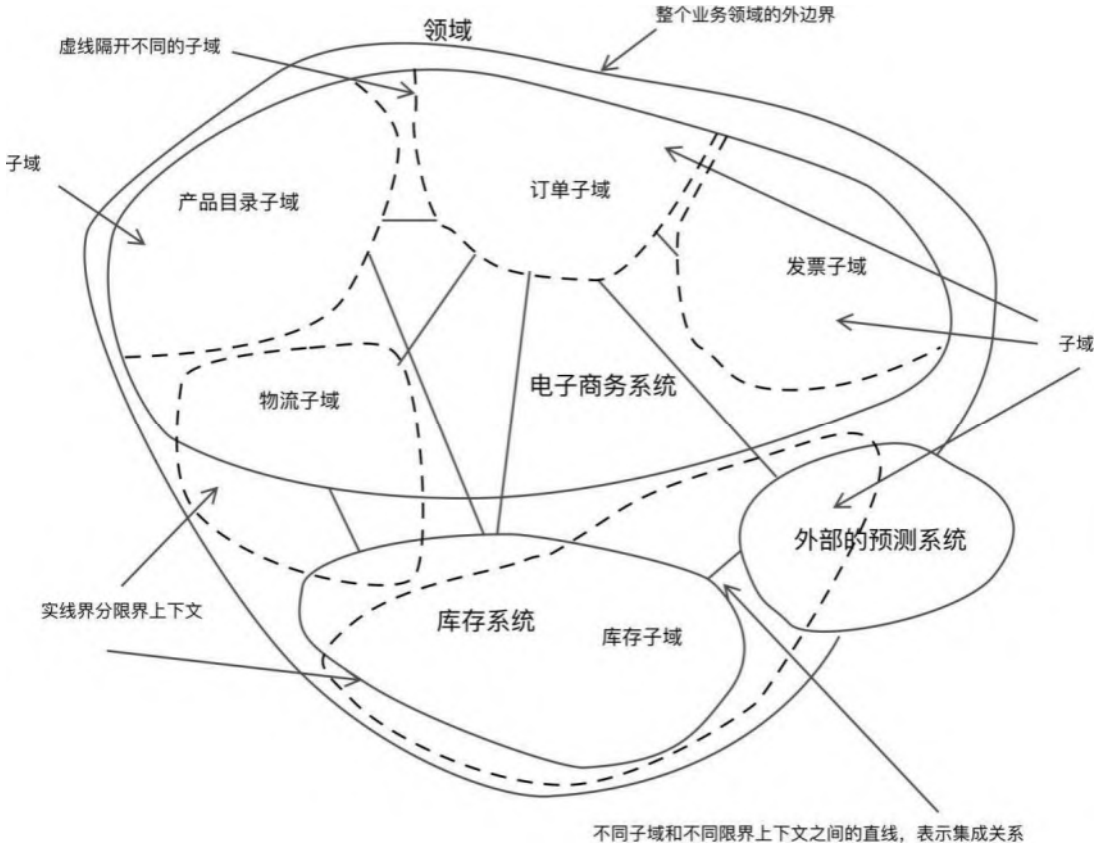 整个业务领域的外边界
领域
虚线隔开不同的子域
子域
产品目录子域
订单子域
发票子域
子域
电子商务系统
物流子域
外部的预测系统
实线界分限界上下文
库存系统
库存子域
不同子域和不同限界上下文之间的直线，表示集成关系